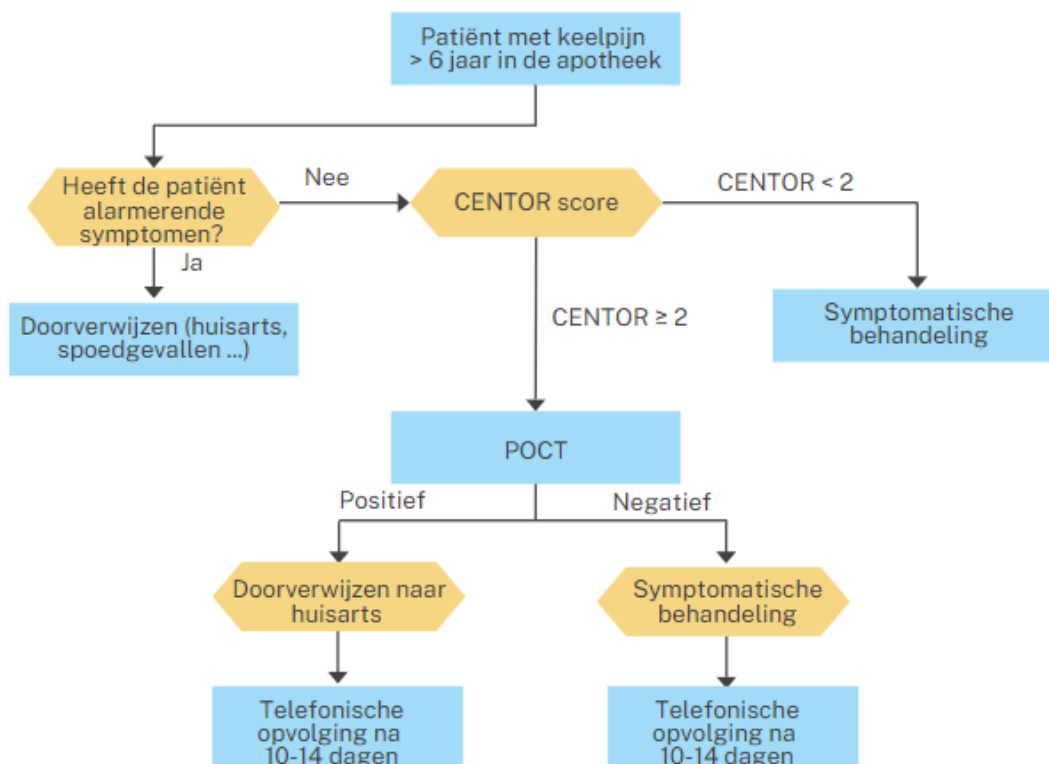 Patiënt met keelpijn
> 6 jaar in de apotheek
Heeft de patiënt
alarmerende
symptomen?
Nee
CENTOR score
CENTOR < 2
Ja
Doorverwijzen (huisarts,
spoedgevallen ...)
CENTOR ≥ 2
Symptomatische
behandeling
POCT
Positief
Negatief
Doorverwijzen naar
huisarts
Symptomatische
behandeling
Telefonische
opvolging na
10-14 dagen
Telefonische
opvolging na
10-14 dagen